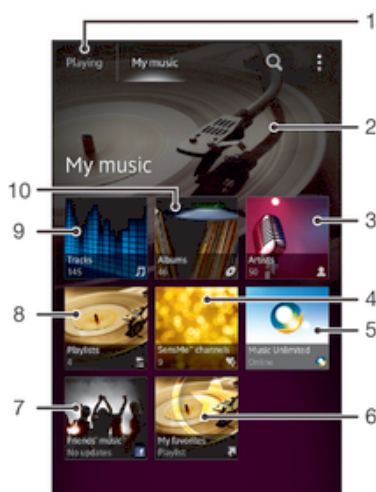 1
Playing My music
2
My music
10
9
3
Tracks
145
Albums
46
Artists
50
8
4
5
Playlists
4
SensMe™ channels
9
Music Unlimited
Online
7
6
Friends' music
No updates
My favorites
Playlist